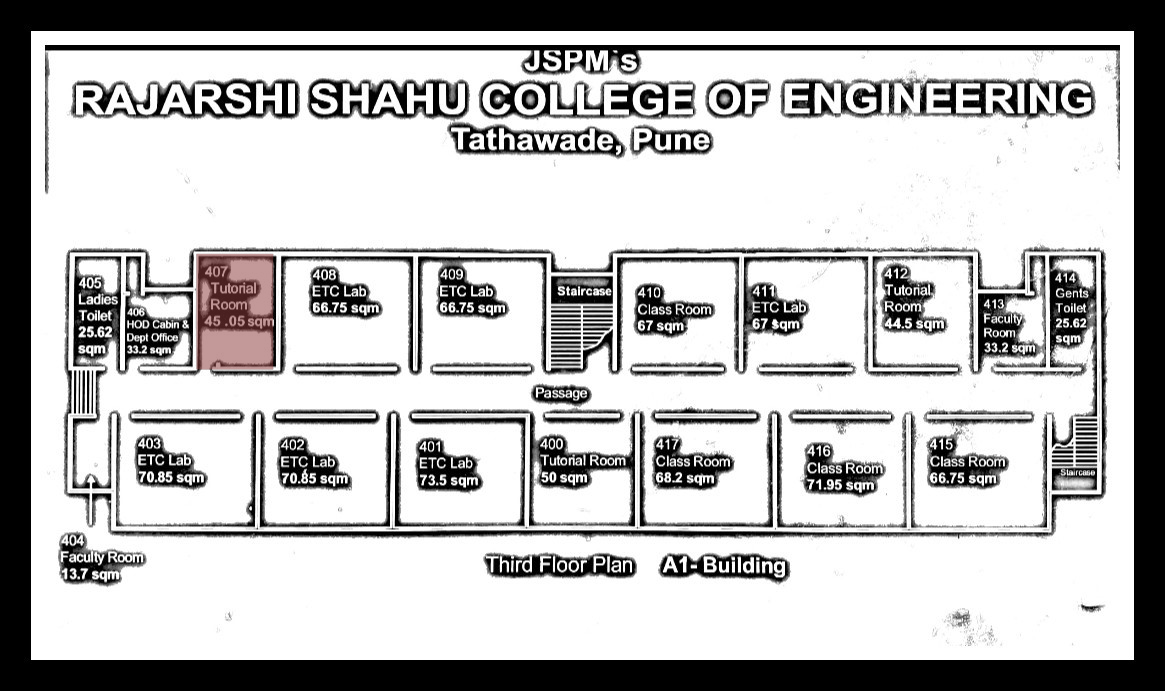 JSPM's
RAJARSHI SHAHU COLLEGE OF ENGINEERING
Tathawade, Pune
405
Ladies
Toilet
25.62
sqm
406
HOD Cabin &
Dept Office
33.2 sqm
407
Tutorial
Room
45 .05 sqm
408
ETC Lab
66.75 sqm
409
ETC Lab
66.75 sqm
Staircase
410
Class Room
67 sqm
411
ETC Lab
67 sqm
412
Tutorial
Room
44.5 sqm
413
Faculty
Room
33.2 sqm
414
Gents
Toilet
25.62
sqm
Passage
403
ETC Lab
70.85 sqm
402
ETC Lab
70.85 sqm
401
ETC Lab
73.5 sqm
400
Tutorial Room
50 sqm
417
Class Room
68.2 sqm
416
Class Room
71.95 sqm
415
Class Room
66.75 sqm
Staircase
404
Faculty Room
13.7 sqm
Third Floor Plan A1- Building